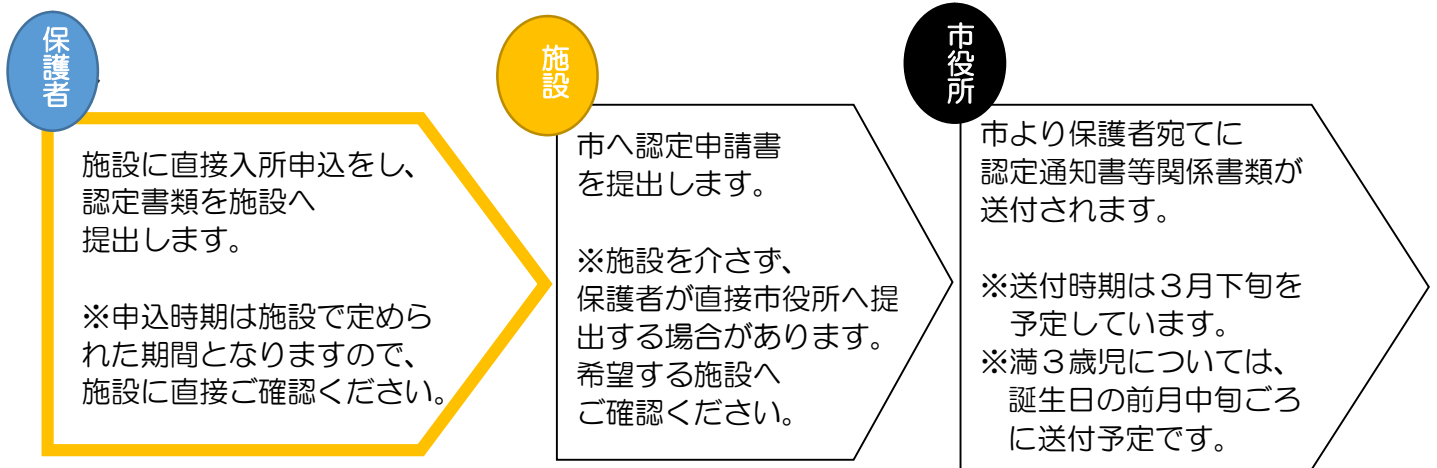 保護者
施設に直接入所申込をし、
認定書類を施設へ
提出します。
※申込時期は施設で定めら
れた期間となりますので、
施設に直接ご確認ください。
施設
市へ認定申請書
を提出します。
※施設を介さず、
保護者が直接市役所へ提
出する場合があります。
希望する施設へ
ご確認ください。
市役所
市より保護者宛てに
認定通知書等関係書類が
送付されます。
※送付時期は３月下旬を
予定しています。
※満３歳児については、
誕生日の前月中旬ごろ
に送付予定です。